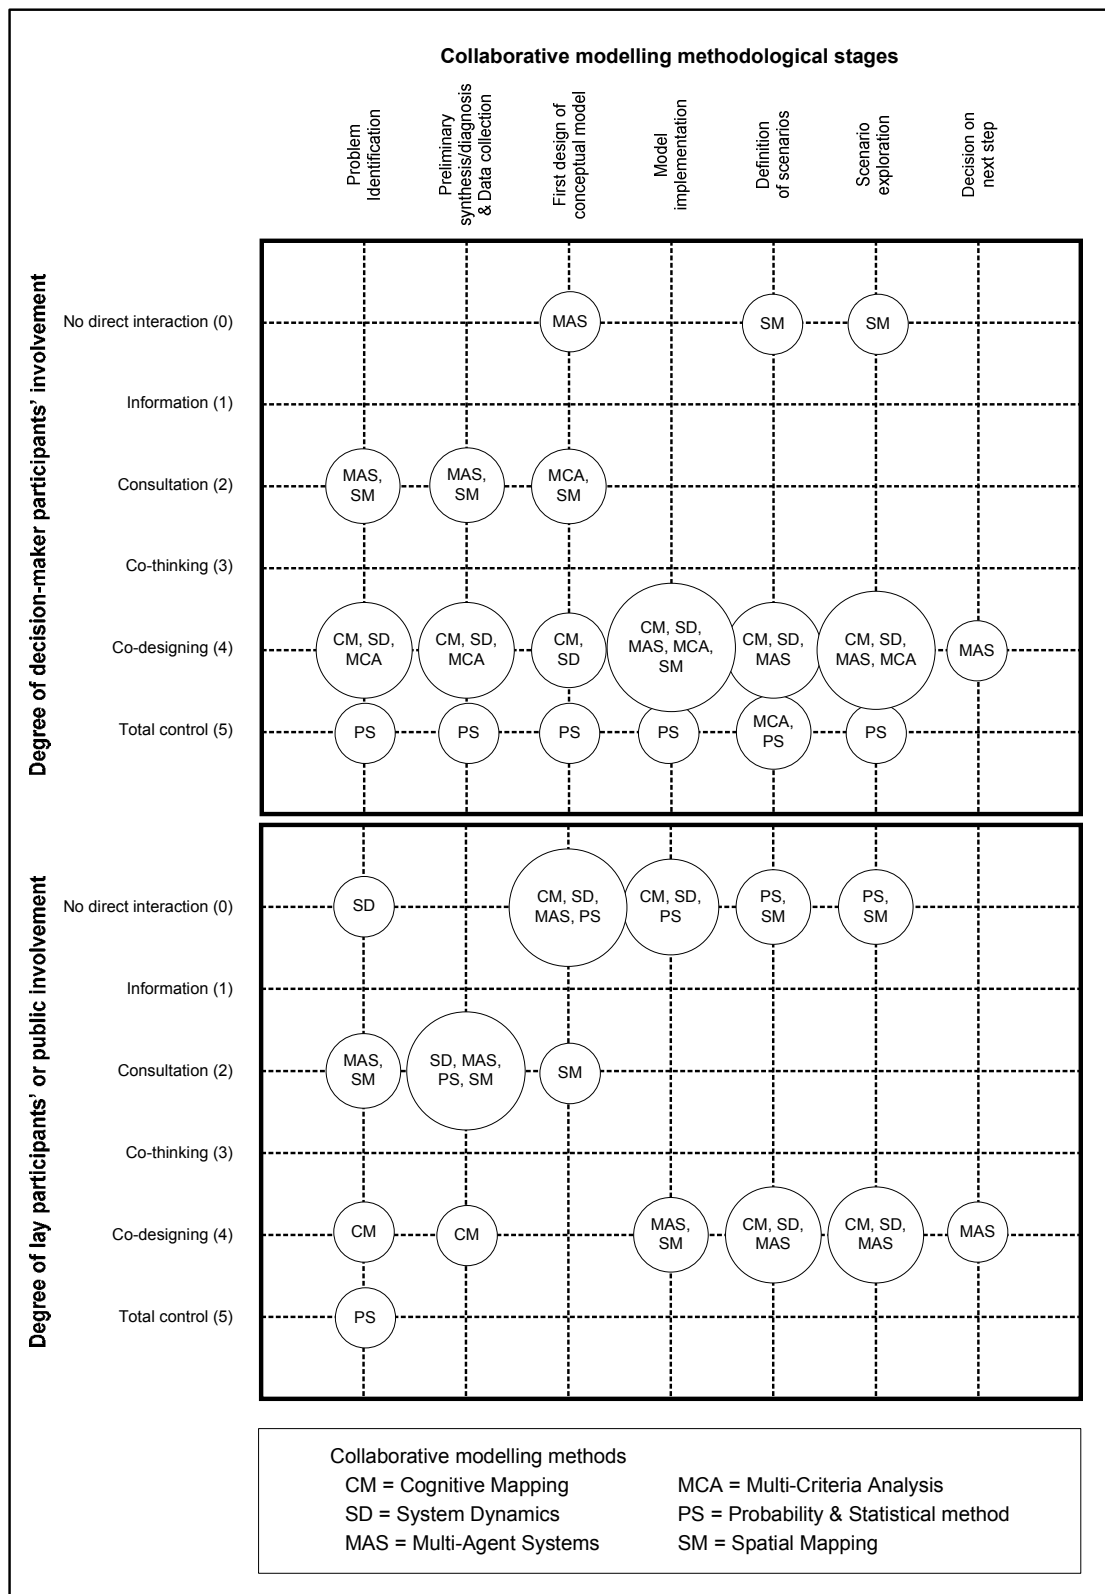 Collaborative modelling methodological stages
Problem
Identification
Preliminary
synthesis/diagnosis
& Data collection
First design of
conceptual model
Model
implementation
Definition
of scenarios
Scenario
exploration
Decision on
next step
Degree of decision-maker participants' involvement
No direct interaction (0)
MAS
SM
SM
Information (1)
Consultation (2)
MAS,
SM
MAS,
SM
MCA,
SM
Co-thinking (3)
Co-designing (4)
CM, SD,
MCA
CM, SD,
MCA
CM,
SD
CM, SD,
MAS, MCA,
SM
CM, SD,
MAS
CM, SD,
MAS, MCA
MAS
Total control (5)
PS
PS
PS
PS
MCA,
PS
PS
Degree of lay participants' or public involvement
No direct interaction (0)
SD
CM, SD,
MAS, PS
CM, SD,
PS
PS,
SM
PS,
SM
Information (1)
Consultation (2)
MAS,
SM
SD, MAS,
PS, SM
SM
Co-thinking (3)
Co-designing (4)
CM
CM
MAS,
SM
CM, SD,
MAS
CM, SD,
MAS
MAS
Total control (5)
PS
Collaborative modelling methods
CM = Cognitive Mapping
SD = System Dynamics
MAS = Multi-Agent Systems
MCA = Multi-Criteria Analysis
PS = Probability & Statistical method
SM = Spatial Mapping